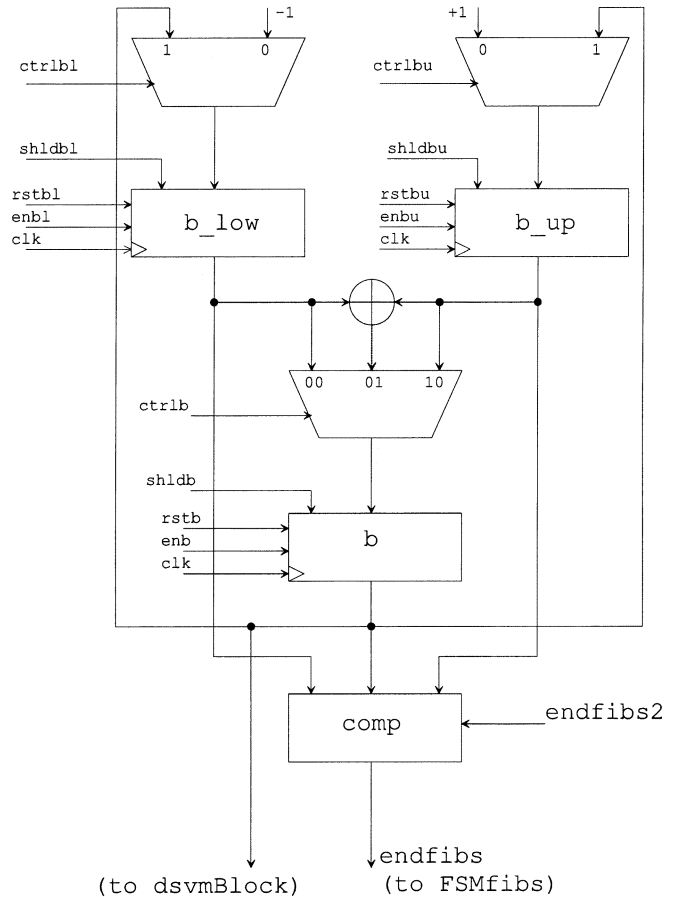 -1 +1
1 0 0 1
ctrlbl ctrlbu
shldbl shldbu
rstbl rstbu
enbl b_low enbu b_up
clk clk
00 01 10
ctrlb
shldb
rstb
enb b
clk
comp endfibs2
endfibs
(to dsvmBlock) (to FSMfibs)